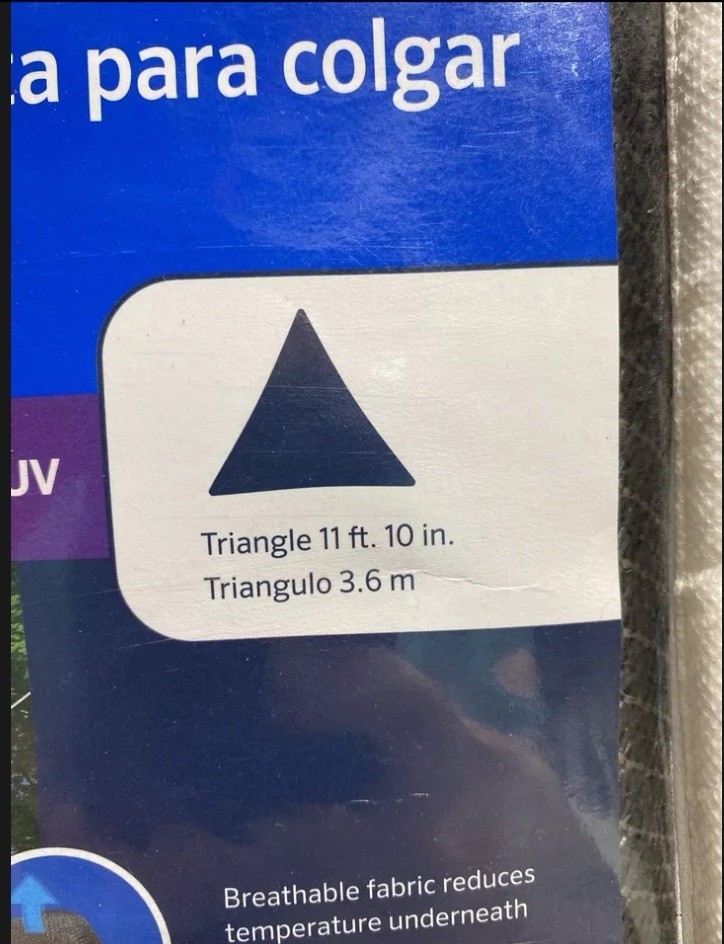 para colgar
UV
Triangle 11 ft. 10 in.
Triangulo 3.6 m
Breathable fabric reduces
temperature underneath